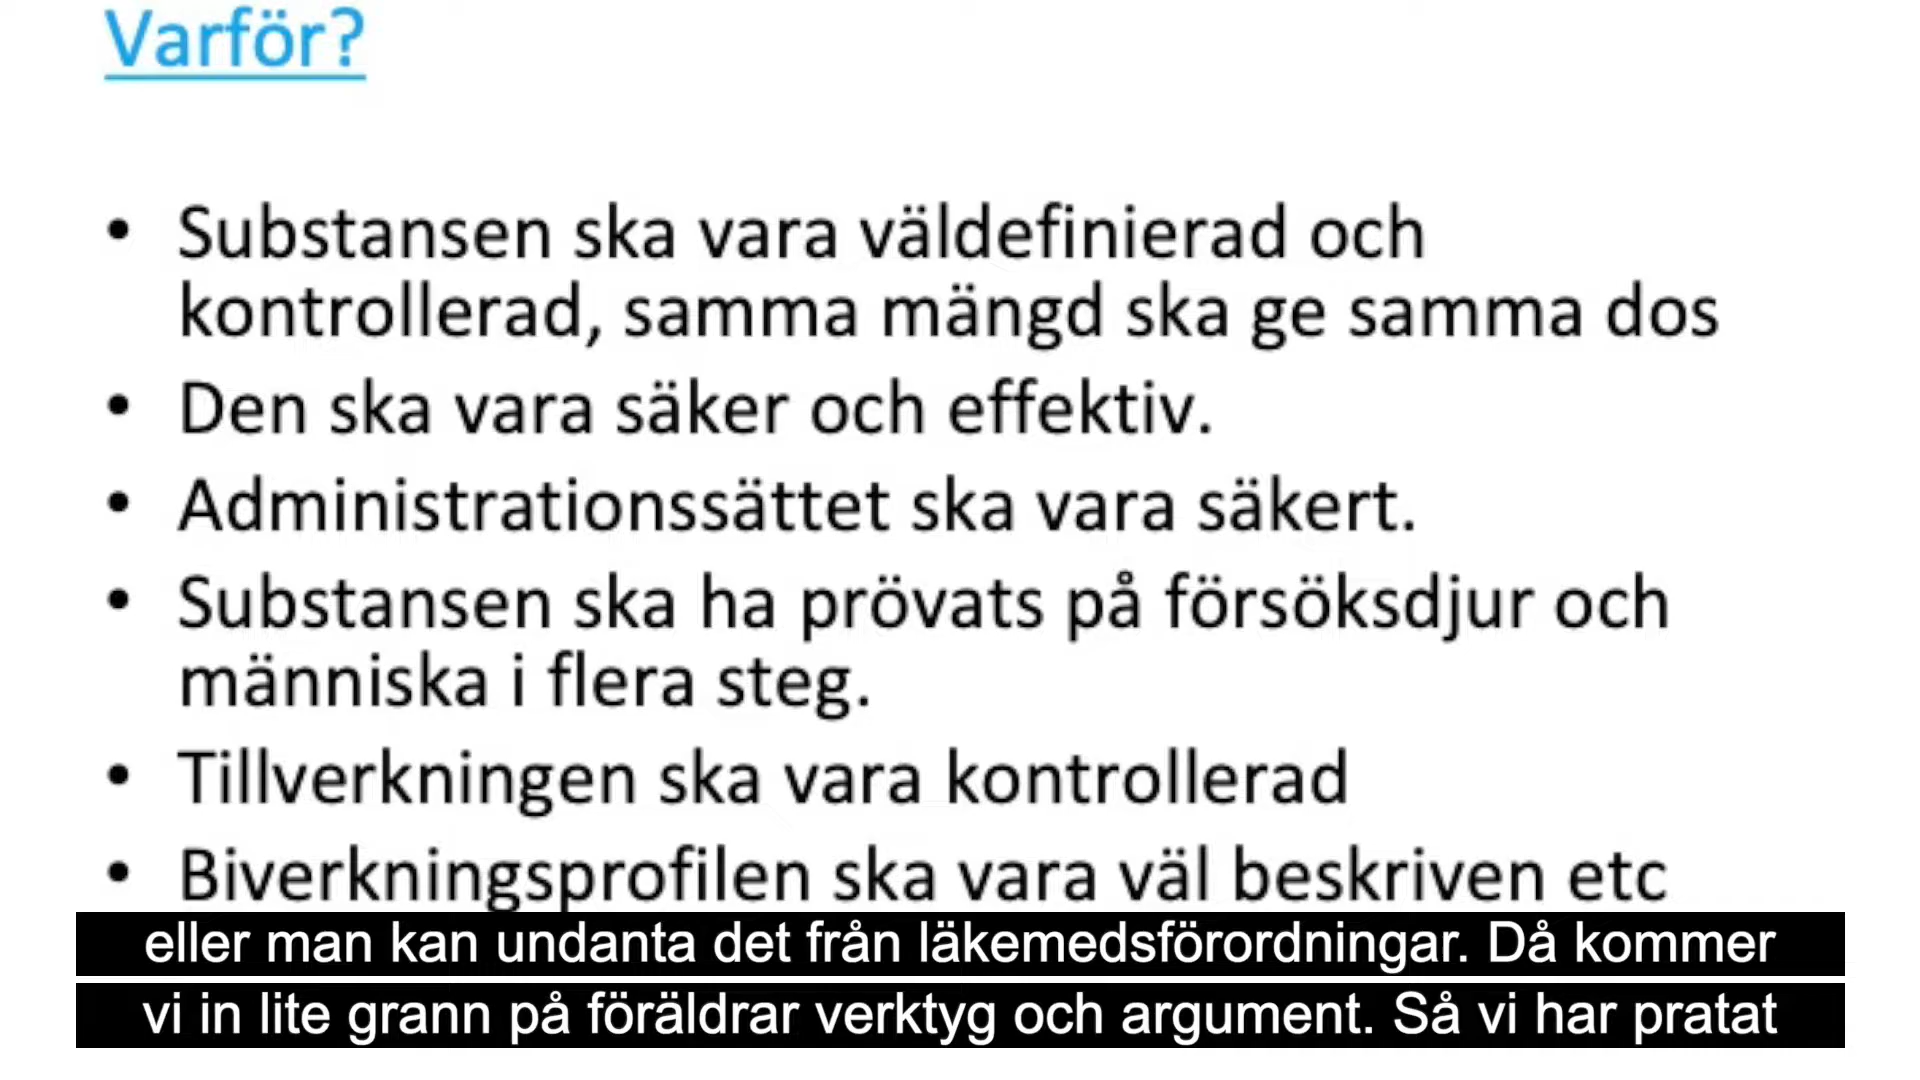 Varför?
• Substansen ska vara väldefinierad och
kontrollerad, samma mängd ska ge samma dos
• Den ska vara säker och effektiv.
• Administrationssättet ska vara säkert.
• Substansen ska ha prövats på försöksdjur och
människa i flera steg.
• Tillverkningen ska vara kontrollerad
• Biverkningsprofilen ska vara väl beskriven etc
eller man kan undanta det från läkemedsförordningar. Då kommer
vi in lite grann på föräldrar verktyg och argument. Så vi har pratat